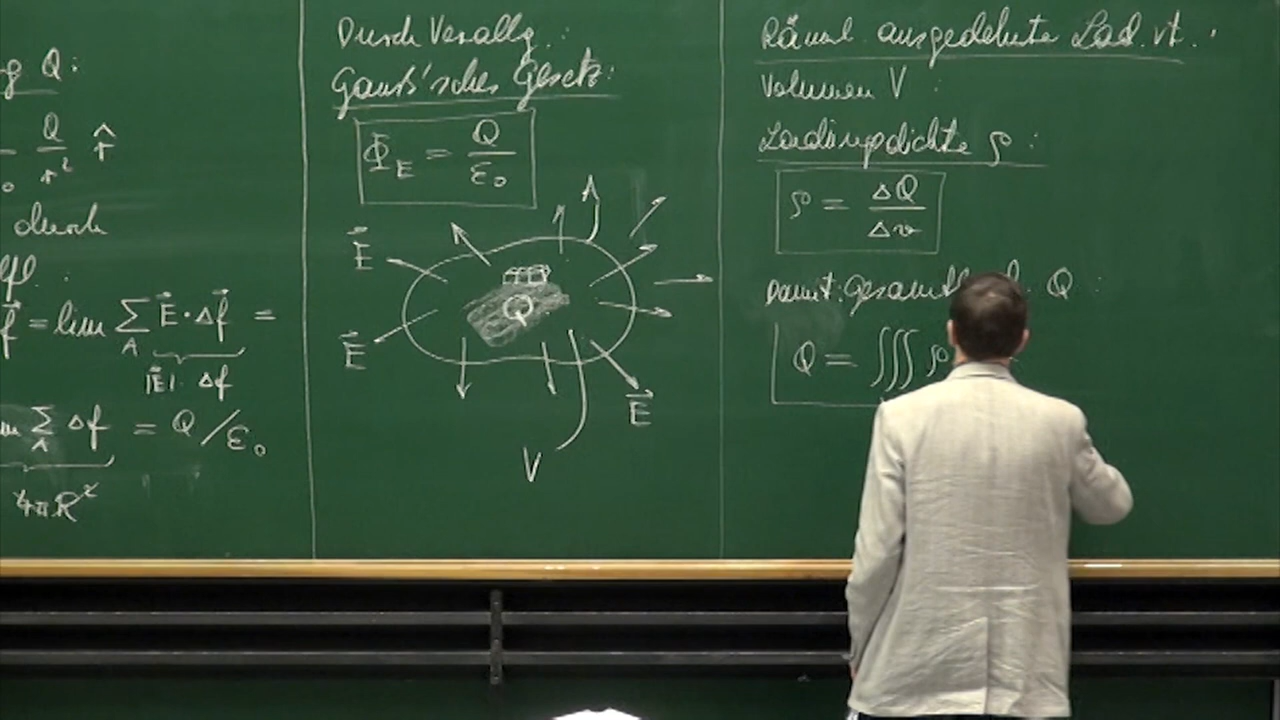 g Q:
Q
r² r̂
durch
f⃗ = lim Σ E⃗ · Δf⃗ =
A
|E⃗| · Δf
Σ Δf = Q/ε₀
A
4πR²
Durch Verallg.:
Gauß'sches Gesetz:
Φ_E = Q/ε₀
A
E⃗
Q
E⃗
E⃗
V
Räuml. ausgedehnte Lad.vt.:
Volumen V:
Ladungsdichte ρ:
ρ = ΔQ/Δv
Damit: Q:
Q = ∭ ρ